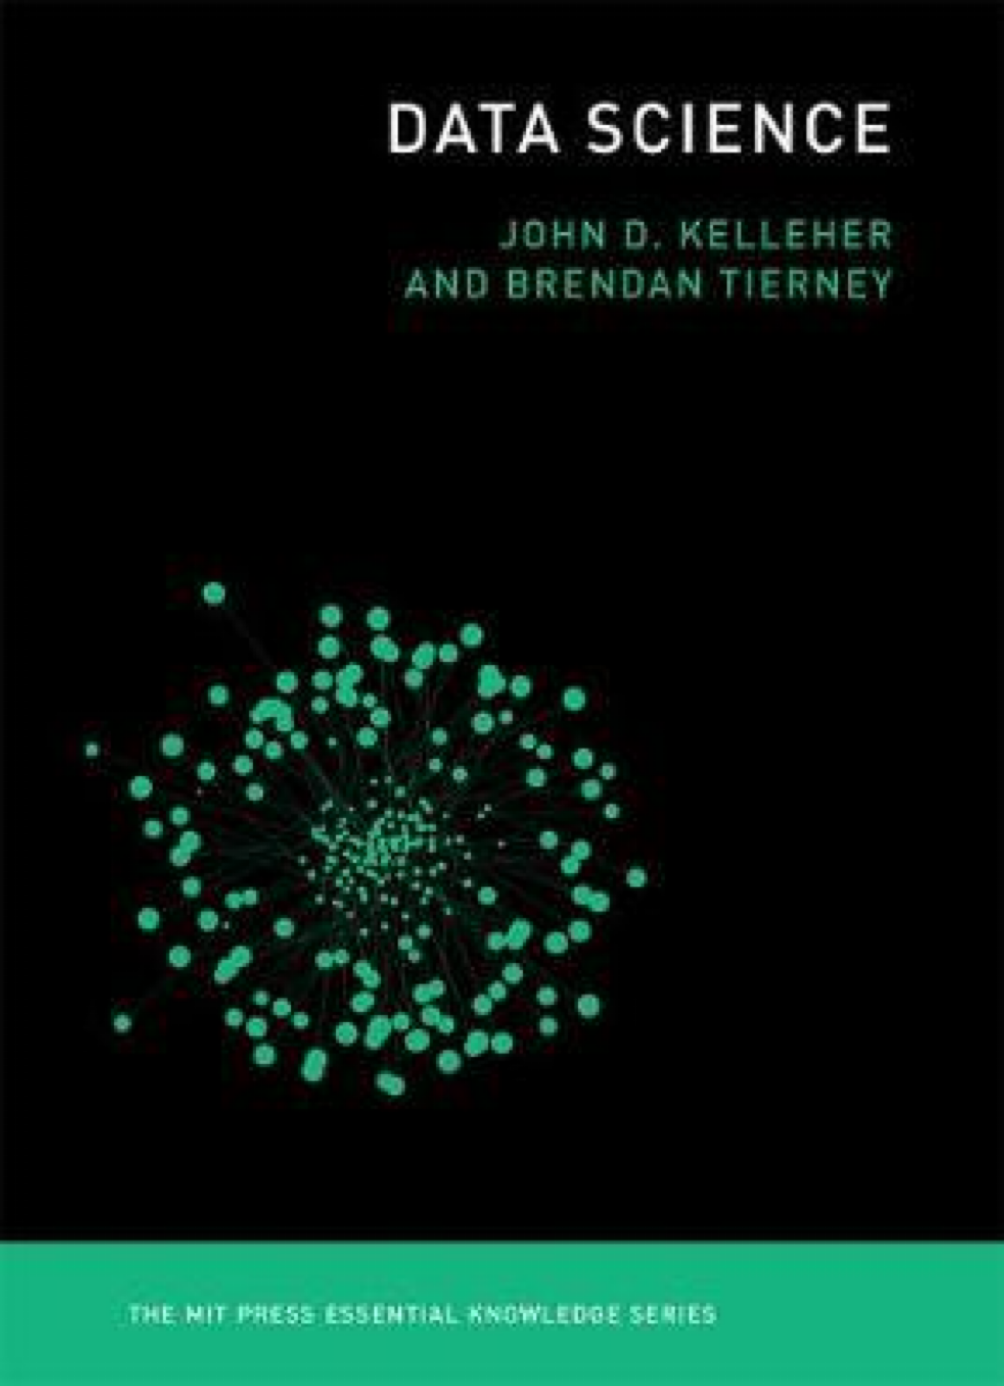 DATA SCIENCE
JOHN D. KELLEHER
AND BRENDAN TIERNEY
THE MIT PRESS ESSENTIAL KNOWLEDGE SERIES